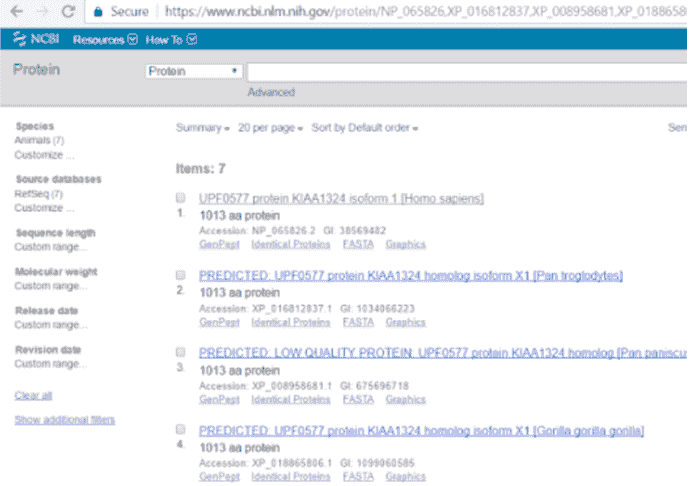 Secure https://www.ncbi.nlm.nih.gov/protein/NP_065826,XP_016812837,XP_008958681,XP_0188658
NCBI Resources How To
Protein Protein
Advanced
Species
Animals (7)
Customize ...
Source databases
RefSeq (7)
Customize ...
Sequence length
Custom range...
Molecular weight
Custom range...
Release date
Custom range...
Revision date
Custom range...
Clear all
Show additional filters
Summary 20 per page Sort by Default order Sen
Items: 7
UPF0577 protein KIAA1324 isoform 1 [Homo sapiens]
1. 1013 aa protein
Accession: NP_065826.2 GI: 38569482
GenPept Identical Proteins FASTA Graphics
PREDICTED: UPF0577 protein KIAA1324 homolog isoform X1 [Pan troglodytes]
2. 1013 aa protein
Accession: XP_016812837.1 GI: 1034066223
GenPept Identical Proteins FASTA Graphics
PREDICTED: LOW QUALITY PROTEIN: UPF0577 protein KIAA1324 homolog [Pan paniscu
3. 1013 aa protein
Accession: XP_008958681.1 GI: 675696718
GenPept Identical Proteins FASTA Graphics
PREDICTED: UPF0577 protein KIAA1324 homolog isoform X1 [Gorilla gorilla gorilla]
4. 1013 aa protein
Accession: XP_018865806.1 GI: 1099060585
GenPept Identical Proteins FASTA Graphics